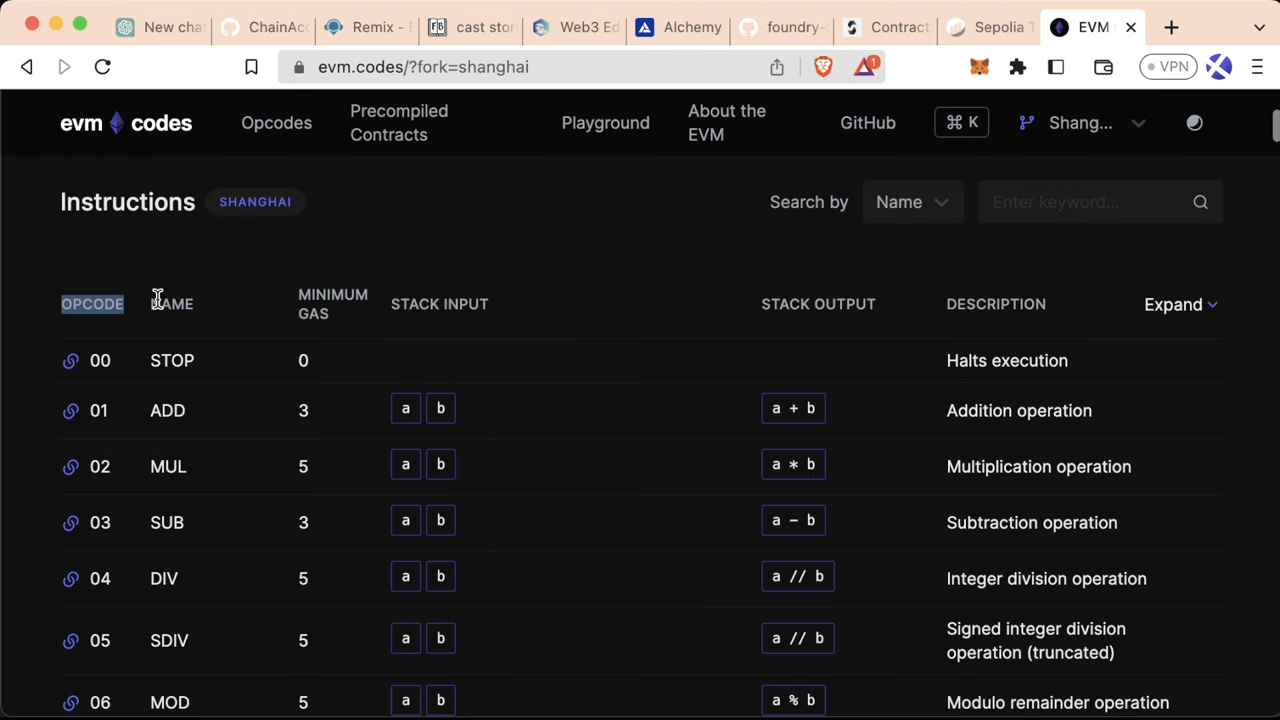 New chat
ChainAcc
Remix - E
cast stor
Web3 Ed
Alchemy
foundry-
Contract
Sepolia T
EVM
evm.codes/?fork=shanghai
1
VPN
evm codes
Opcodes
Precompiled
Contracts
Playground
About the
EVM
GitHub
⌘ K
Shang...
Instructions
SHANGHAI
Search by
Name
Enter keyword...
OPCODE NAME MINIMUM GAS STACK INPUT STACK OUTPUT DESCRIPTION Expand
00 STOP 0 Halts execution
01 ADD 3 a b a + b Addition operation
02 MUL 5 a b a * b Multiplication operation
03 SUB 3 a b a - b Subtraction operation
04 DIV 5 a b a // b Integer division operation
05 SDIV 5 a b a // b Signed integer division
operation (truncated)
06 MOD 5 a b a % b Modulo remainder operation